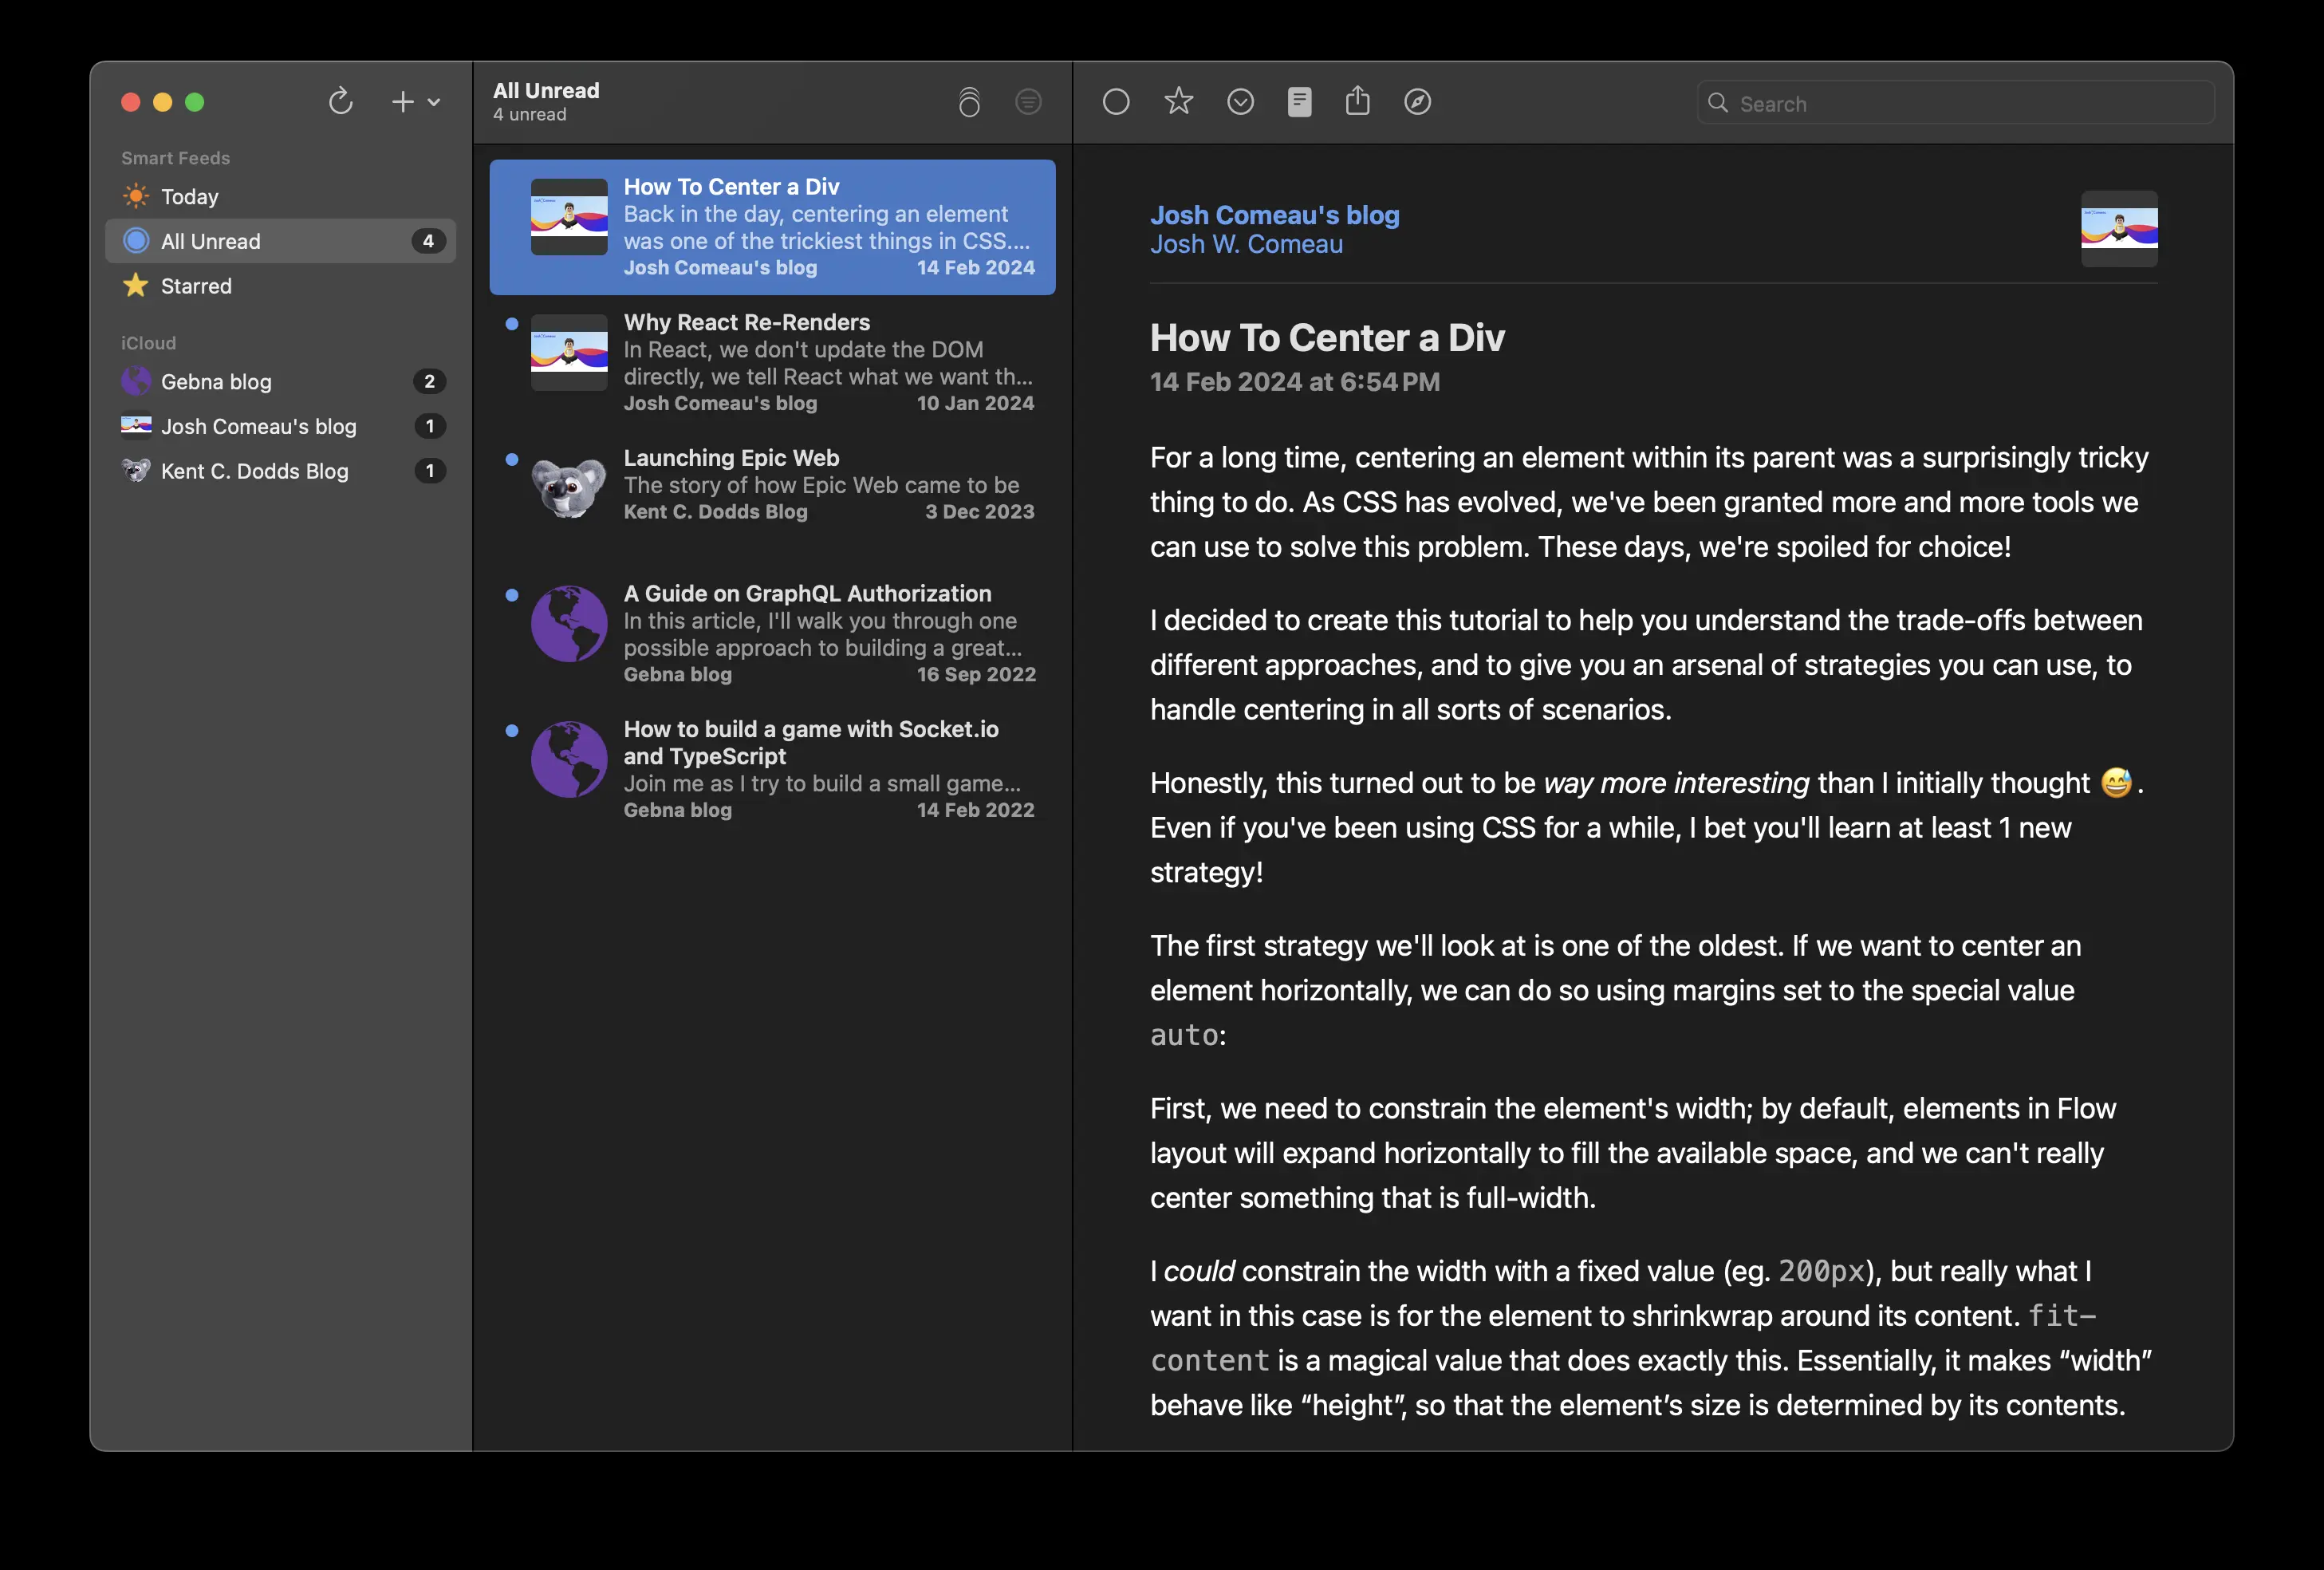 Smart Feeds
Today
All Unread 4
Starred
iCloud
Gebna blog 2
Josh Comeau's blog 1
Kent C. Dodds Blog 1
All Unread
4 unread
How To Center a Div
Back in the day, centering an element
was one of the trickiest things in CSS....
Josh Comeau's blog 14 Feb 2024
Why React Re-Renders
In React, we don't update the DOM
directly, we tell React what we want th...
Josh Comeau's blog 10 Jan 2024
Launching Epic Web
The story of how Epic Web came to be
Kent C. Dodds Blog 3 Dec 2023
A Guide on GraphQL Authorization
In this article, I'll walk you through one
possible approach to building a great...
Gebna blog 16 Sep 2022
How to build a game with Socket.io
and TypeScript
Join me as I try to build a small game...
Gebna blog 14 Feb 2022
Search
Josh Comeau's blog
Josh W. Comeau
How To Center a Div
14 Feb 2024 at 6:54 PM
For a long time, centering an element within its parent was a surprisingly tricky
thing to do. As CSS has evolved, we've been granted more and more tools we
can use to solve this problem. These days, we're spoiled for choice!
I decided to create this tutorial to help you understand the trade-offs between
different approaches, and to give you an arsenal of strategies you can use, to
handle centering in all sorts of scenarios.
Honestly, this turned out to be way more interesting than I initially thought 😅.
Even if you've been using CSS for a while, I bet you'll learn at least 1 new
strategy!
The first strategy we'll look at is one of the oldest. If we want to center an
element horizontally, we can do so using margins set to the special value
auto:
First, we need to constrain the element's width; by default, elements in Flow
layout will expand horizontally to fill the available space, and we can't really
center something that is full-width.
I could constrain the width with a fixed value (eg. 200px), but really what I
want in this case is for the element to shrinkwrap around its content. fit-
content is a magical value that does exactly this. Essentially, it makes “width”
behave like “height”, so that the element’s size is determined by its contents.